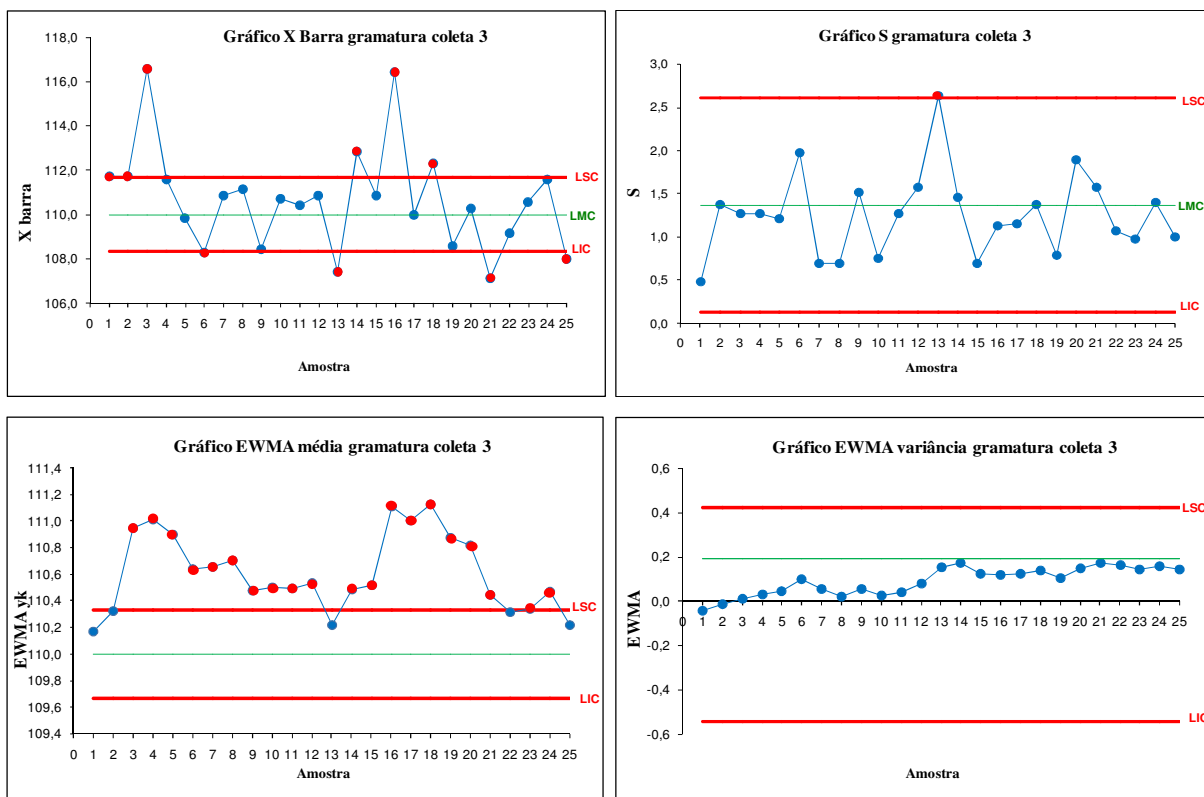 Gráfico X Barra gramatura coleta 3
118,0
116,0
114,0
112,0
110,0
108,0
106,0
X barra
LSC
LMC
LIC
0 1 2 3 4 5 6 7 8 9 10 11 12 13 14 15 16 17 18 19 20 21 22 23 24 25
Amostra
Gráfico S gramatura coleta 3
3,0
2,5
2,0
1,5
1,0
0,5
0,0
S
LSC
LMC
LIC
0 1 2 3 4 5 6 7 8 9 10 11 12 13 14 15 16 17 18 19 20 21 22 23 24 25
Amostra
Gráfico EWMA média gramatura coleta 3
111,4
111,2
111,0
110,8
110,6
110,4
110,2
110,0
109,8
109,6
109,4
EWMA yk
LSC
LIC
0 1 2 3 4 5 6 7 8 9 10 11 12 13 14 15 16 17 18 19 20 21 22 23 24 25
Amostra
Gráfico EWMA variância gramatura coleta 3
0,6
0,4
0,2
0,0
-0,2
-0,4
-0,6
EWMA
LSC
LIC
0 1 2 3 4 5 6 7 8 9 10 11 12 13 14 15 16 17 18 19 20 21 22 23 24 25
Amostra